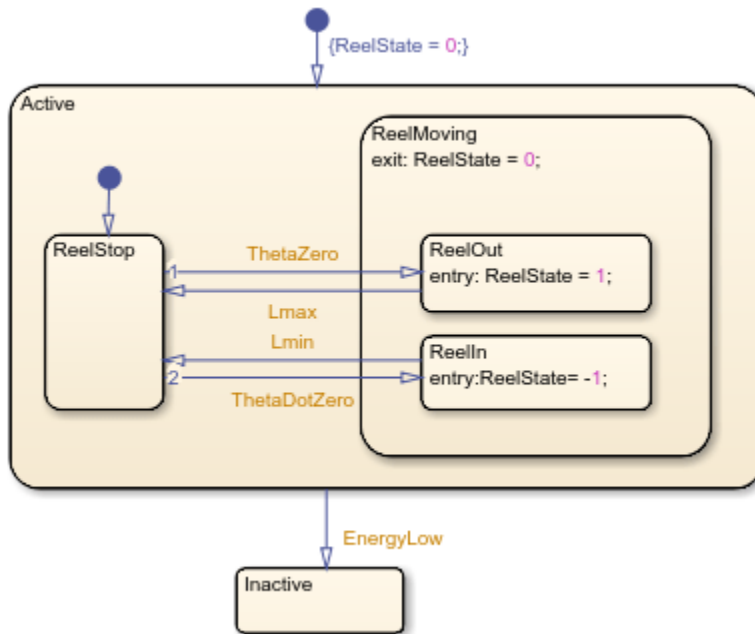 {ReelState = 0;}
Active
ReelMoving
exit: ReelState = 0;
ReelStop
ThetaZero
ReelOut
1
entry: ReelState = 1;
Lmax
Lmin
ReelIn
2
entry:ReelState= -1;
ThetaDotZero
EnergyLow
Inactive